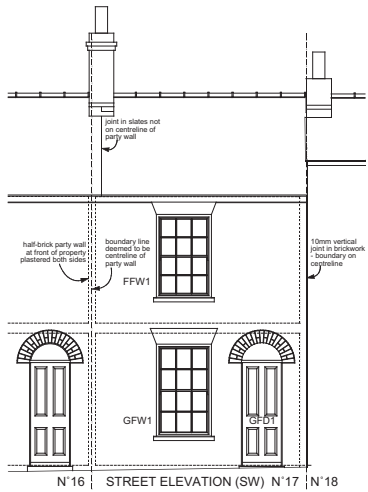 joint in slates not
on centreline of
party wall
half-brick party wall
at front of property
plastered both sides
boundary line
deemed to be
centreline of
party wall
10mm vertical
joint in brickwork
- boundary on
centreline
FFW1
GFW1
GFD1
N°16 STREET ELEVATION (SW) N°17 N°18